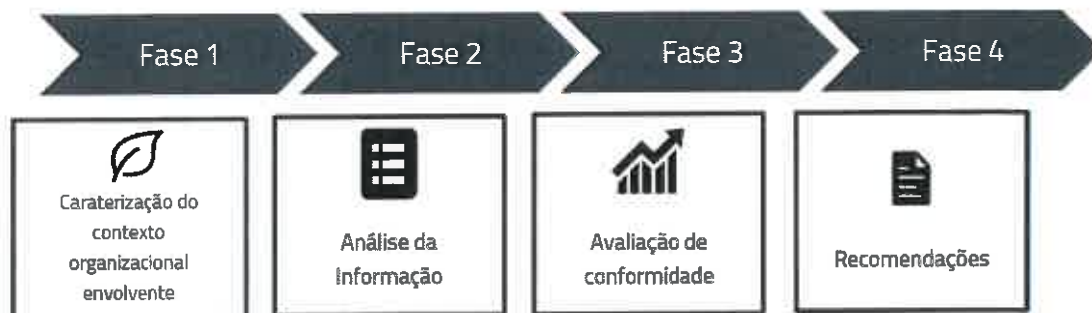 Fase 1
Fase 2
Fase 3
Fase 4
Caraterização do
contexto
organizacional
envolvente
Análise da
Informação
Avaliação de
conformidade
Recomendações